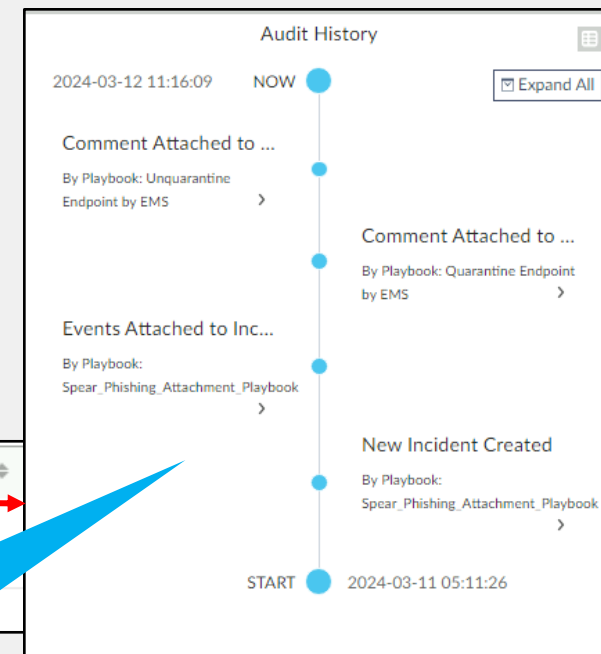 Audit History
2024-03-12 11:16:09 NOW
Expand All
Comment Attached to ...
By Playbook: Unquarantine
Endpoint by EMS
Comment Attached to ...
By Playbook: Quarantine Endpoint
by EMS
Events Attached to Inc...
By Playbook:
Spear_Phishing_Attachment_Playbook
New Incident Created
By Playbook:
Spear_Phishing_Attachment_Playbook
START 2024-03-11 05:11:26